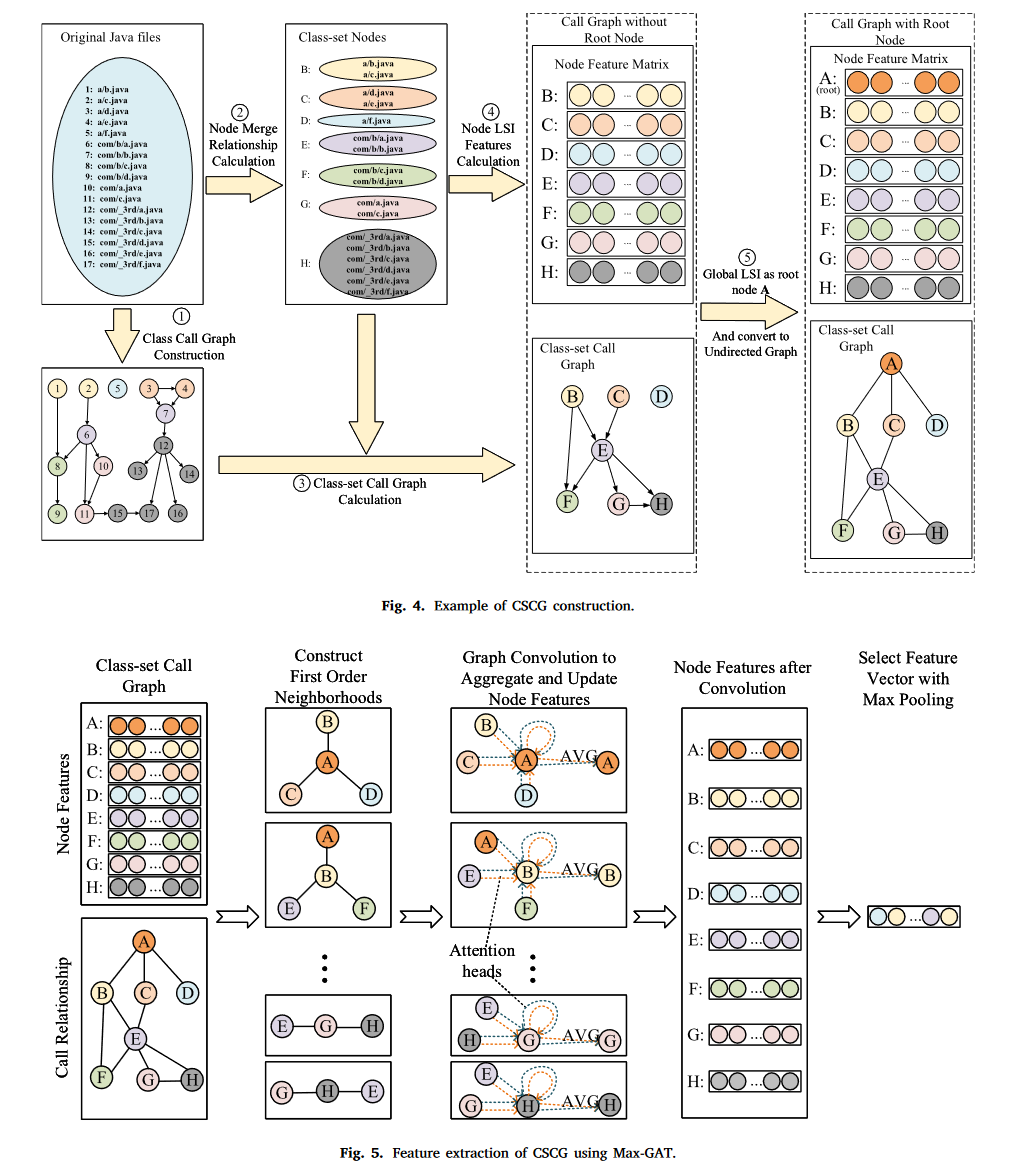 Original Java files
1: a/b.java
2: a/c.java
3: a/d.java
4: a/e.java
5: a/f.java
6: com/b/a.java
7: com/b/b.java
8: com/b/c.java
9: com/b/d.java
10: com/a.java
11: com/c.java
12: com/_3rd/a.java
13: com/_3rd/b.java
14: com/_3rd/c.java
15: com/_3rd/d.java
16: com/_3rd/e.java
17: com/_3rd/f.java
①
Class Call Graph
Construction
1 2 5 3 4
7
6 12
8 10 13 14
9 11 15 17 16
②
Node Merge
Relationship
Calculation
Class-set Nodes
B:
a/b.java
a/c.java
C:
a/d.java
a/e.java
D:
a/f.java
E:
com/b/a.java
com/b/b.java
F:
com/b/c.java
com/b/d.java
G:
com/a.java
com/c.java
H:
com/_3rd/a.java
com/_3rd/b.java
com/_3rd/c.java
com/_3rd/d.java
com/_3rd/e.java
com/_3rd/f.java
③ Class-set Call Graph
Calculation
④
Node LSI
Features
Calculation
Call Graph without
Root Node
Node Feature Matrix
B: ...
C: ...
D: ...
E: ...
F: ...
G: ...
H: ...
Class-set Call
Graph
B C D
E
F G H
⑤
Global LSI as root
node A
And convert to
Undirected Graph
Call Graph with Root
Node
Node Feature Matrix
A: ...
(root)
B: ...
C: ...
D: ...
E: ...
F: ...
G: ...
H: ...
Class-set Call
Graph
A
B C D
E
F G H
Fig. 4. Example of CSCG construction.
Class-set Call
Graph
Node Features
A: ...
B: ...
C: ...
D: ...
E: ...
F: ...
G: ...
H: ...
Call Relationship
A
B C D
E
F G H
Construct
First Order
Neighborhoods
B
A
C D
A
B
E F
E G H
G H E
Graph Convolution to
Aggregate and Update
Node Features
B
C A AVG A
D
A
E B AVG B
F
Attention
heads
E
H G AVG G
E
G H AVG H
Node Features after
Convolution
A: ...
B: ...
C: ...
D: ...
E: ...
F: ...
G: ...
H: ...
Select Feature
Vector with
Max Pooling
...
Fig. 5. Feature extraction of CSCG using Max-GAT.